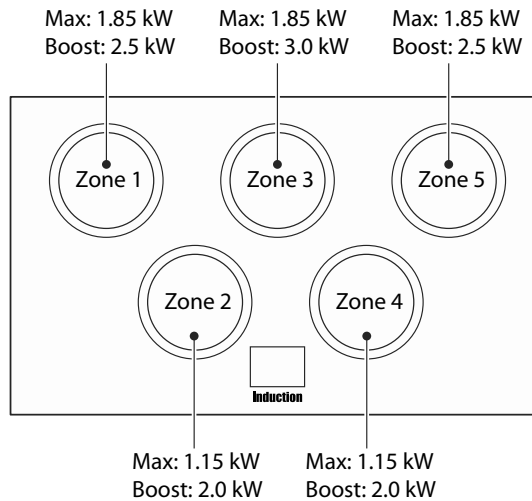 Max: 1.85 kW
Boost: 2.5 kW
Max: 1.85 kW
Boost: 3.0 kW
Max: 1.85 kW
Boost: 2.5 kW
Zone 1
Zone 3
Zone 5
Zone 2
Zone 4
Induction
Max: 1.15 kW
Boost: 2.0 kW
Max: 1.15 kW
Boost: 2.0 kW